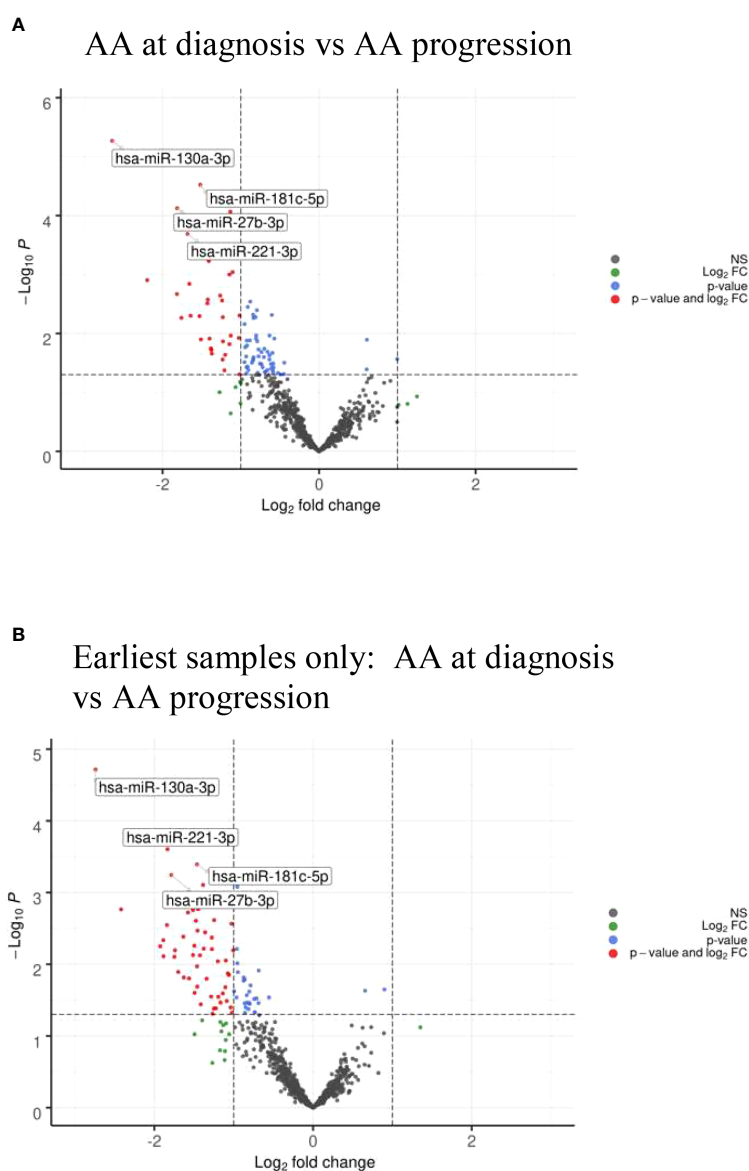 A
AA at diagnosis vs AA progression
6
4
2
0
−Log10 P
hsa-miR-130a-3p
hsa-miR-181c-5p
hsa-miR-27b-3p
hsa-miR-221-3p
-2
0
2
Log2 fold change
NS
Log2 FC
p-value
p − value and log2 FC
B
Earliest samples only: AA at diagnosis
vs AA progression
5
4
3
2
1
0
−Log10 P
hsa-miR-130a-3p
hsa-miR-221-3p
hsa-miR-181c-5p
hsa-miR-27b-3p
-2
0
2
Log2 fold change
NS
Log2 FC
p-value
p − value and log2 FC